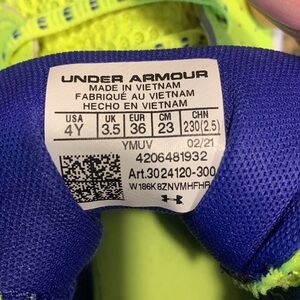 UNDER ARMOUR
MADE IN VIETNAM
FABRIQUÉ AU VIETNAM
HECHO EN VIETNAM
USA UK EUR CM CHN
4Y 3.5 36 23 230(2.5)
YMUV 02/21
4206481932
Art.3024120-300
W186K8ZNVMHFHR